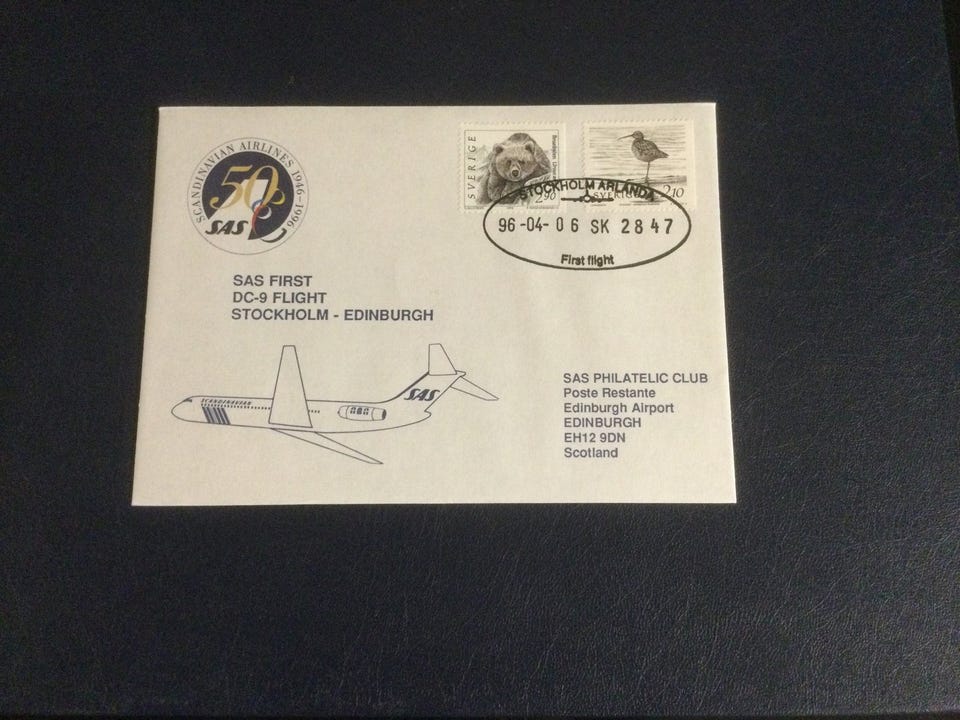 SCANDINAVIAN AIRLINES 1946-1996
50
SAS
SVERIGE
2.90
SVERIGE 2.10
STOCKHOLM ARLANDA
96-04-06 SK 2847
First flight
SAS FIRST
DC-9 FLIGHT
STOCKHOLM - EDINBURGH
SCANDINAVIAN
SAS
SAS PHILATELIC CLUB
Poste Restante
Edinburgh Airport
EDINBURGH
EH12 9DN
Scotland